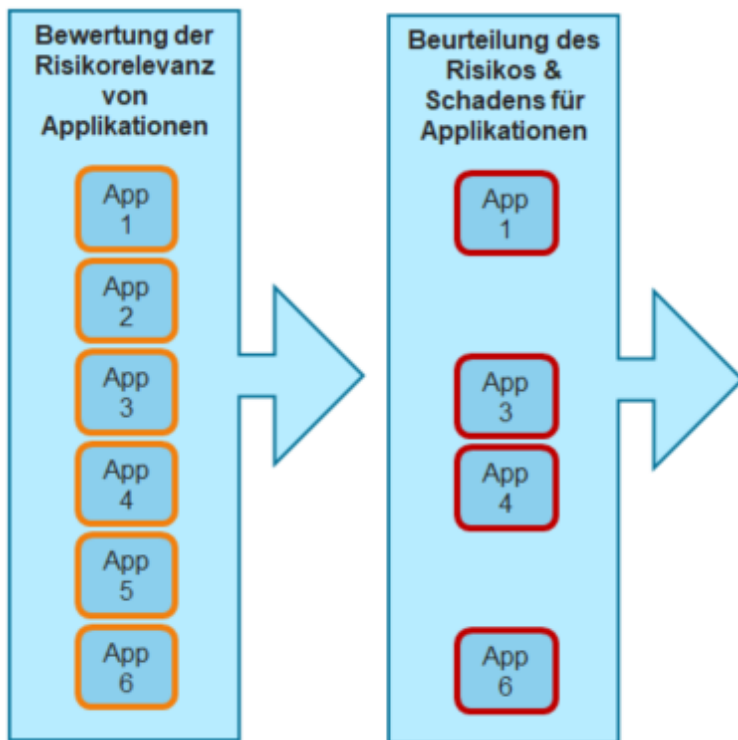 Bewertung der
Risikorelevanz
von
Applikationen
App
1
App
2
App
3
App
4
App
5
App
6
Beurteilung des
Risikos &
Schadens für
Applikationen
App
1
App
3
App
4
App
6